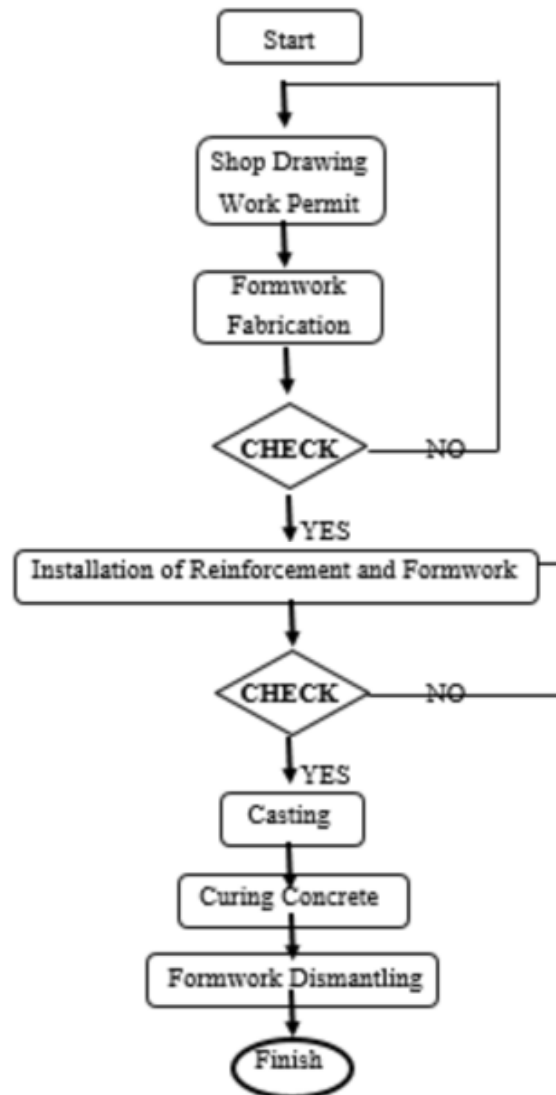 Start
Shop Drawing
Work Permit
Formwork
Fabrication
CHECK
NO
YES
Installation of Reinforcement and Formwork
CHECK
NO
YES
Casting
Curing Concrete
Formwork Dismantling
Finish